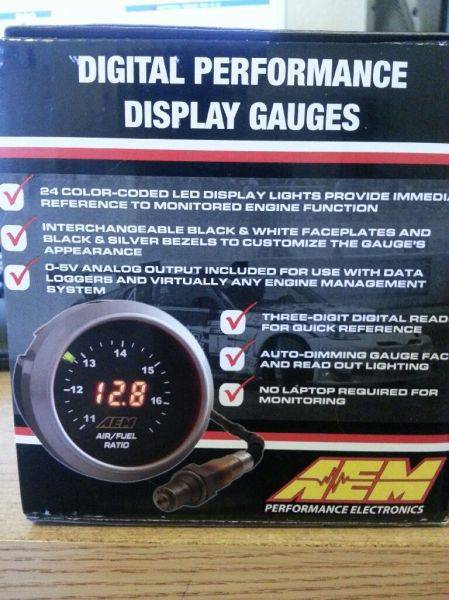 DIGITAL PERFORMANCE
DISPLAY GAUGES
24 COLOR-CODED LED DISPLAY LIGHTS PROVIDE IMMEDIA
REFERENCE TO MONITORED ENGINE FUNCTION
INTERCHANGEABLE BLACK & WHITE FACEPLATES AND
BLACK & SILVER BEZELS TO CUSTOMIZE THE GAUGE'S
APPEARANCE
0-5V ANALOG OUTPUT INCLUDED FOR USE WITH DATA
LOGGERS AND VIRTUALLY ANY ENGINE MANAGEMENT
SYSTEM
THREE-DIGIT DIGITAL READ
FOR QUICK REFERENCE
AUTO-DIMMING GAUGE FAC
AND READ OUT LIGHTING
NO LAPTOP REQUIRED FOR
MONITORING
11 12 13 14 15 16
12.8
AEM
AIR/FUEL
RATIO
AEM
PERFORMANCE ELECTRONICS